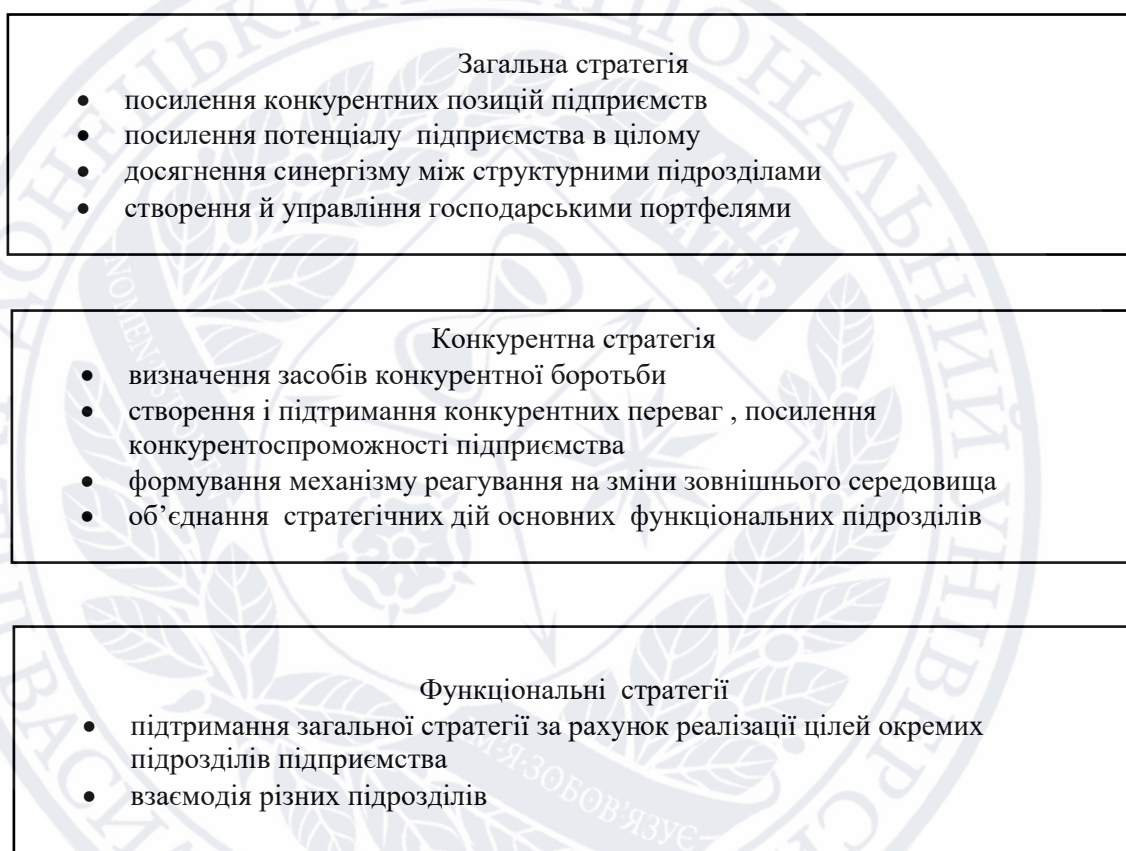 Загальна стратегія
• посилення конкурентних позицій підприємств
• посилення потенціалу підприємства в цілому
• досягнення синергізму між структурними підрозділами
• створення й управління господарськими портфелями
Конкурентна стратегія
• визначення засобів конкурентної боротьби
• створення і підтримання конкурентних переваг , посилення
конкурентоспроможності підприємства
• формування механізму реагування на зміни зовнішнього середовища
• об’єднання стратегічних дій основних функціональних підрозділів
Функціональні стратегії
• підтримання загальної стратегії за рахунок реалізації цілей окремих
підрозділів підприємства
• взаємодія різних підрозділів